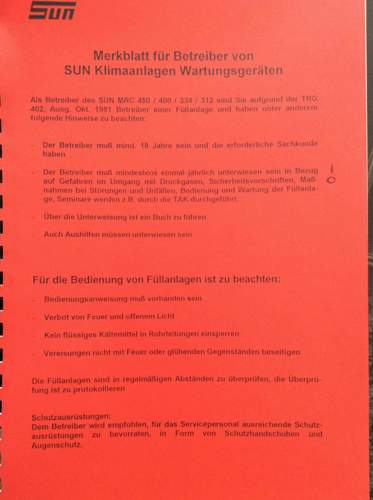 SUN
Merkblatt für Betreiber von
SUN Klimaanlagen Wartungsgeräten
Als Betreiber des SUN MRC 450 / 400 / 334 / 312 sind Sie aufgrund der TRG
402, Ausg. Okt. 1981 Betreiber einer Füllanlage und haben unter anderem
folgende Hinweise zu beachten:
- Der Betreiber muß mind. 18 Jahre sein und die erforderliche Sachkunde
haben
- Der Betreiber muß mindestens einmal jährlich unterwiesen sein in Bezug
auf Gefahren im Umgang mit Druckgasen, Sicherheitsvorschriften, Maß-
nahmen bei Störungen und Unfällen, Bedienung und Wartung der Füllanla-
ge, Seminare werden z.B. durch die TAK durchgeführt.
- Über die Unterweisung ist ein Buch zu führen
- Auch Aushilfen müssen unterwiesen sein
Für die Bedienung von Füllanlagen ist zu beachten:
- Bedienungsanweisung muß vorhanden sein
- Verbot von Feuer und offenem Licht
- Kein flüssiges Kältemittel in Rohrleitungen einsperren
- Vereisungen nicht mit Feuer oder glühenden Gegenständen beseitigen
Die Füllanlagen sind in regelmäßigen Abständen zu überprüfen, die Überprü-
fung ist zu protokollieren
Schutzausrüstungen:
Dem Betreiber wird empfohlen, für das Servicepersonal ausreichende Schutz-
ausrüstungen zu bevorraten, in Form von Schutzhandschuhen und
Augenschutz.